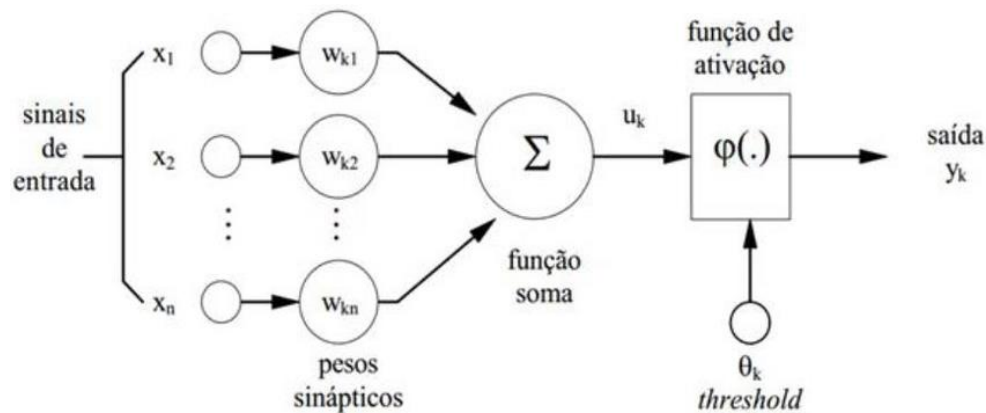 sinais
de
entrada
x1
x2
xn
wk1
wk2
wkn
pesos
sinápticos
Σ
função
soma
uk
função de
ativação
φ(.)
θk
threshold
saída
yk